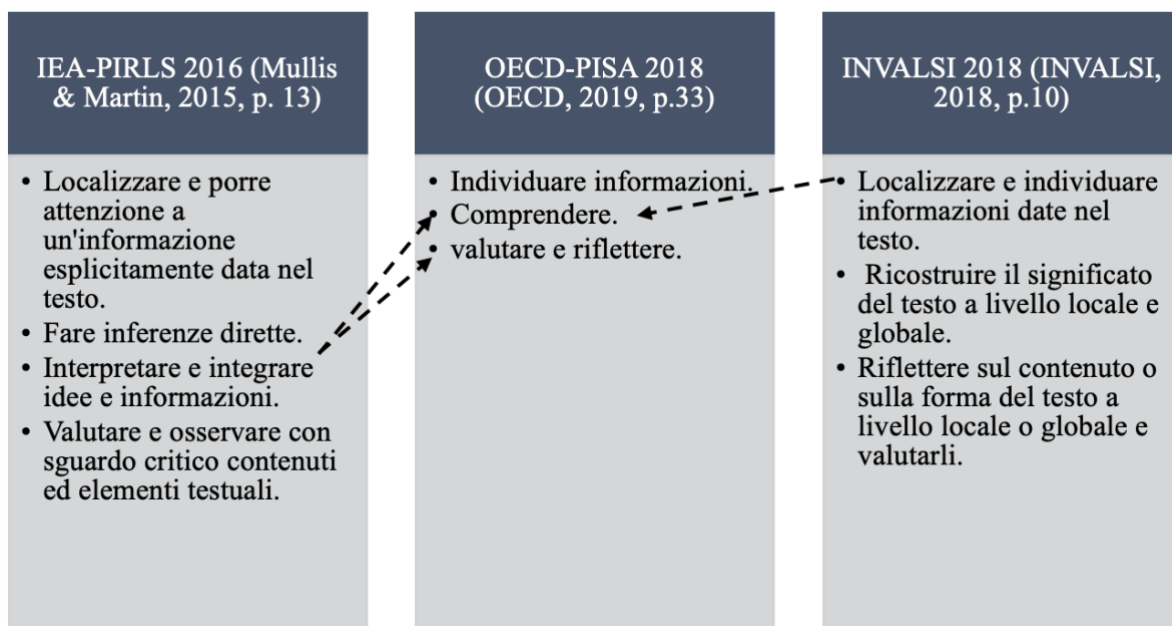 IEA-PIRLS 2016 (Mullis
& Martin, 2015, p. 13)
• Localizzare e porre
attenzione a
un'informazione
esplicitamente data nel
testo.
• Fare inferenze dirette.
• Interpretare e integrare
idee e informazioni.
• Valutare e osservare con
sguardo critico contenuti
ed elementi testuali.
OECD-PISA 2018
(OECD, 2019, p.33)
• Individuare informazioni.
• Comprendere.
• valutare e riflettere.
INVALSI 2018 (INVALSI,
2018, p.10)
• Localizzare e individuare
informazioni date nel
testo.
• Ricostruire il significato
del testo a livello locale e
globale.
• Riflettere sul contenuto o
sulla forma del testo a
livello locale o globale e
valutarli.